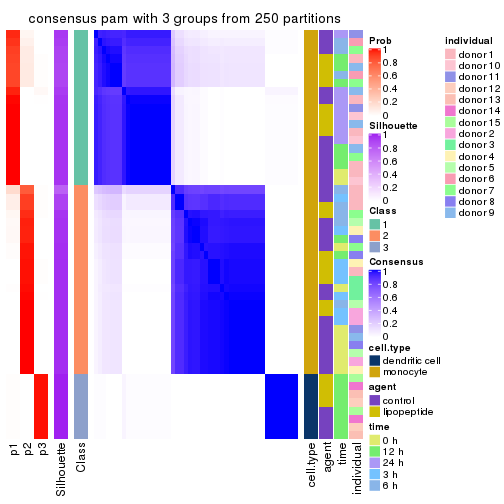 consensus pam with 3 groups from 250 partitions
Prob
1
0.8
0.6
0.4
0.2
0
Silhouette
1
0.8
0.6
0.4
0.2
0
Class
1
2
3
Consensus
1
0.8
0.6
0.4
0.2
0
cell.type
dendritic cell
monocyte
agent
control
lipopeptide
time
0 h
12 h
24 h
3 h
6 h
individual
donor 1
donor 10
donor 11
donor 12
donor 13
donor 14
donor 15
donor 2
donor 3
donor 4
donor 5
donor 6
donor 7
donor 8
donor 9
p1
p2
p3
Silhouette
Class
cell.type
agent
time
individual